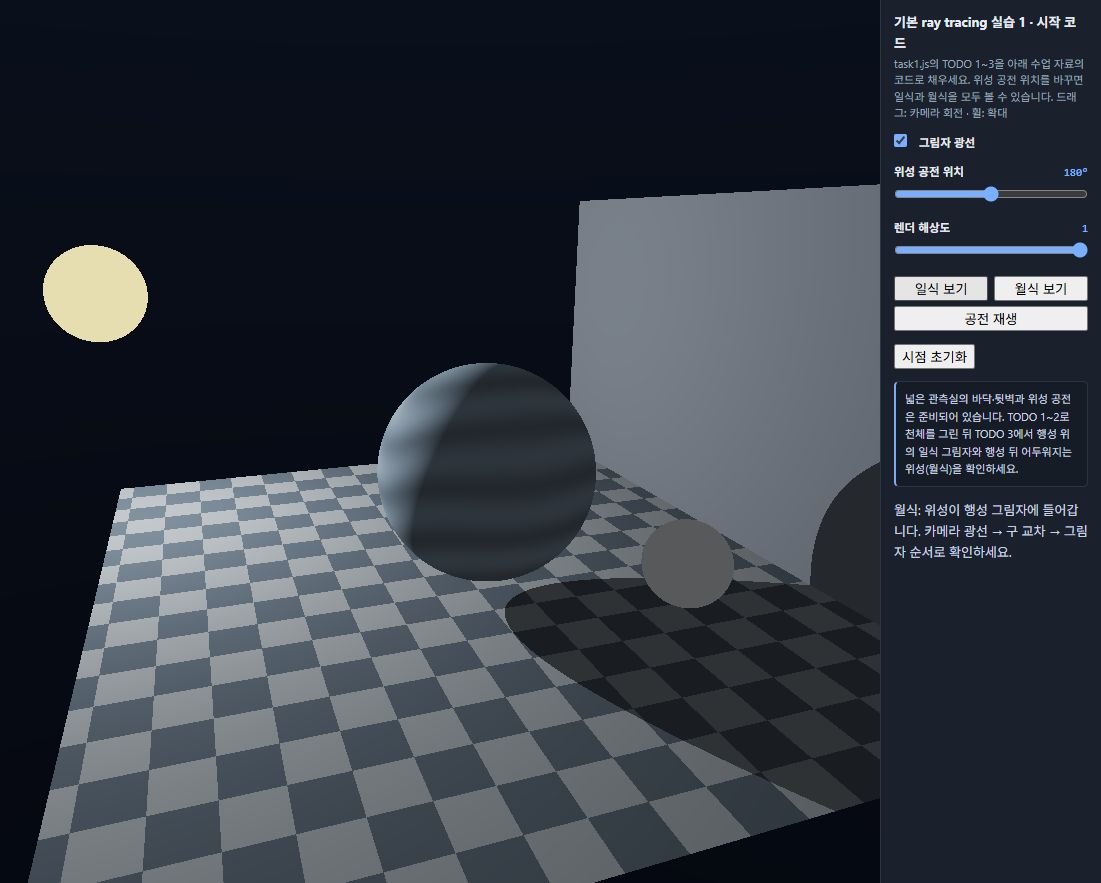 기본 ray tracing 실습 1 · 시작 코
드
task1.js의 TODO 1~3을 아래 수업 자료의
코드로 채우세요. 위성 공전 위치를 바꾸면
일식과 월식을 모두 볼 수 있습니다. 드래
그: 카메라 회전 · 휠: 확대
그림자 광선
위성 공전 위치 180°
렌더 해상도 1
일식 보기 월식 보기
공전 재생
시점 초기화
넓은 관측실의 바닥·뒷벽과 위성 공전
은 준비되어 있습니다. TODO 1~2로
천체를 그린 뒤 TODO 3에서 행성 위
의 일식 그림자와 행성 뒤 어두워지는
위성(월식)을 확인하세요.
월식: 위성이 행성 그림자에 들어갑
니다. 카메라 광선 → 구 교차 → 그림
자 순서로 확인하세요.